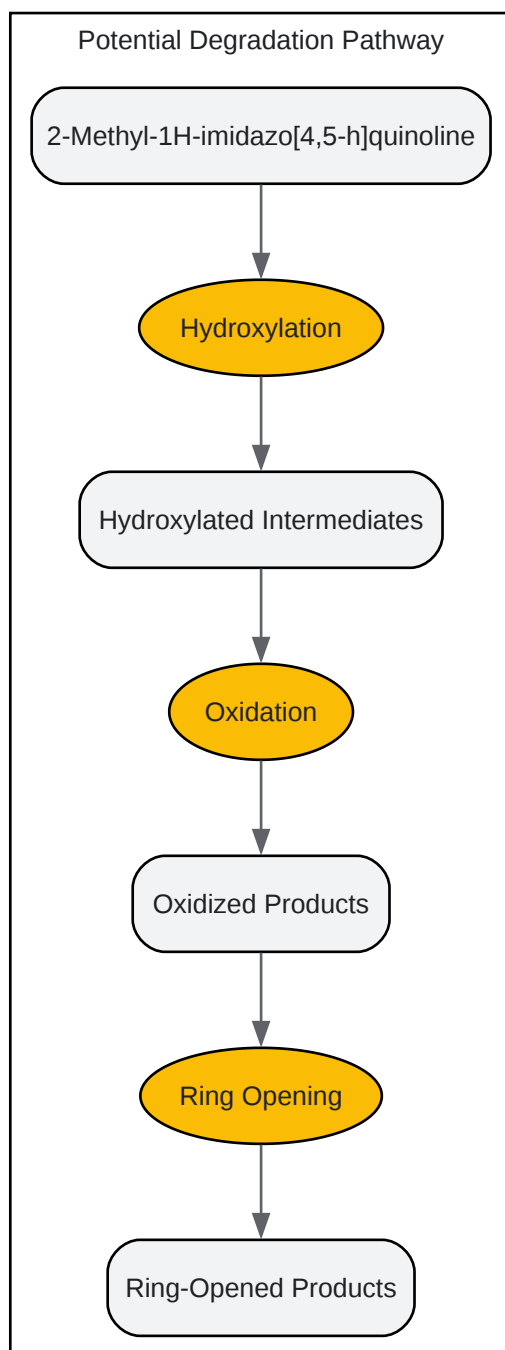 Potential Degradation Pathway
2-Methyl-1H-imidazo[4,5-h]quinoline
Hydroxylation
Hydroxylated Intermediates
Oxidation
Oxidized Products
Ring Opening
Ring-Opened Products